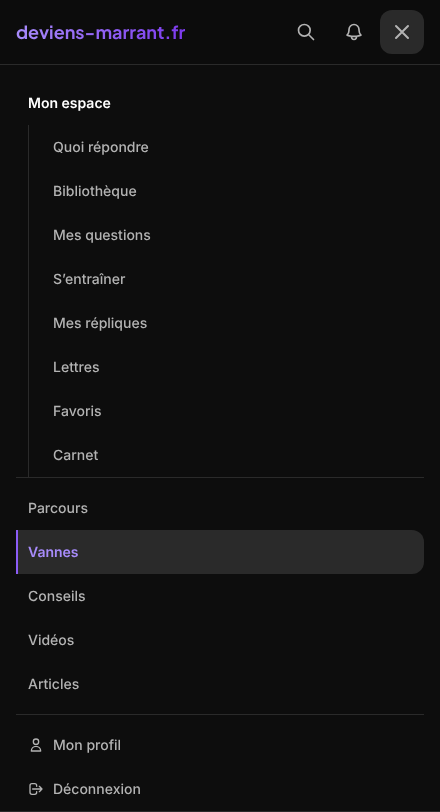 deviens-marrant.fr
Mon espace
Quoi répondre
Bibliothèque
Mes questions
S’entraîner
Mes répliques
Lettres
Favoris
Carnet
Parcours
Vannes
Conseils
Vidéos
Articles
Mon profil
Déconnexion